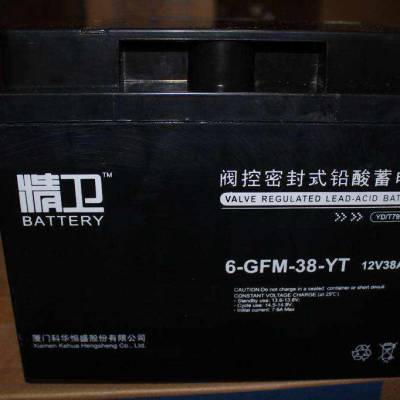 精卫™
BATTERY
阀控密封式铅酸蓄电
VALVE REGULATED LEAD-ACID BAT
>>> YD/T79
6-GFM-38-YT 12V38A
CAUTION:Do not charge in a sealed container or short circuit.
CONSTANT VOLTAGE CHARGE (at 25℃)
- Standby use : 13.6-13.8V.
- Cycle use : 14.5-14.9V.
- Initial current : 7.6A Max
厦门科华恒盛股份有限公司
Xiamen Kehua Hengsheng Co., Ltd.